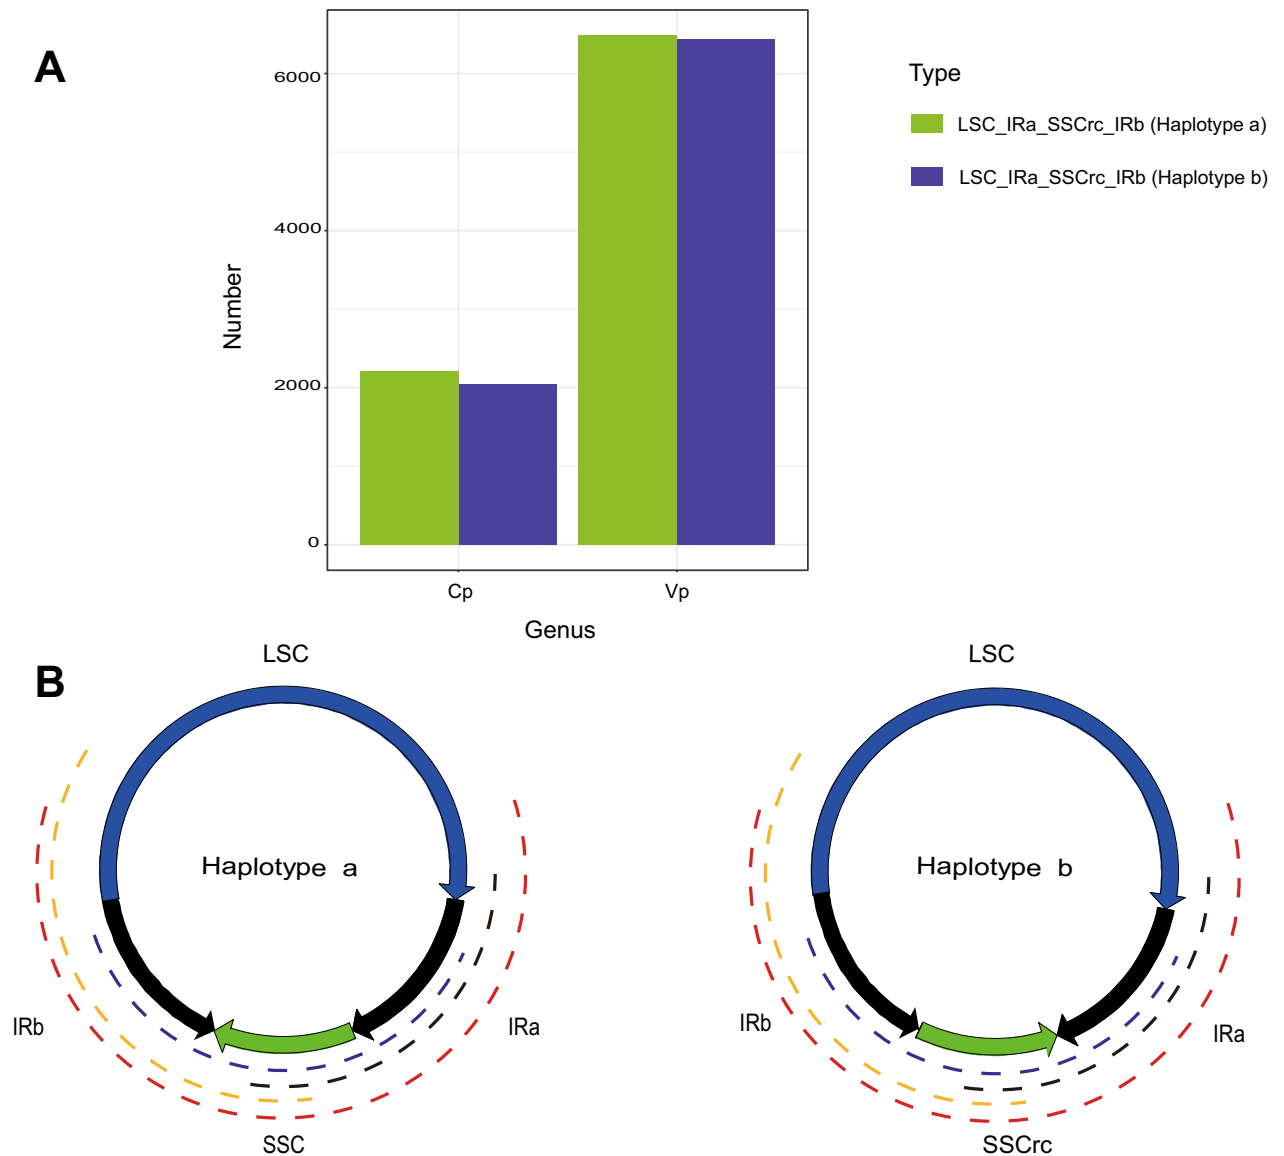 A
Type
LSC_IRa_SSCrc_IRb (Haplotype a)
LSC_IRa_SSCrc_IRb (Haplotype b)
6000
4000
2000
0
Number
Cp
Vp
Genus
B
LSC
LSC
Haplotype a
Haplotype b
IRb
IRa
IRb
IRa
SSC
SSCrc